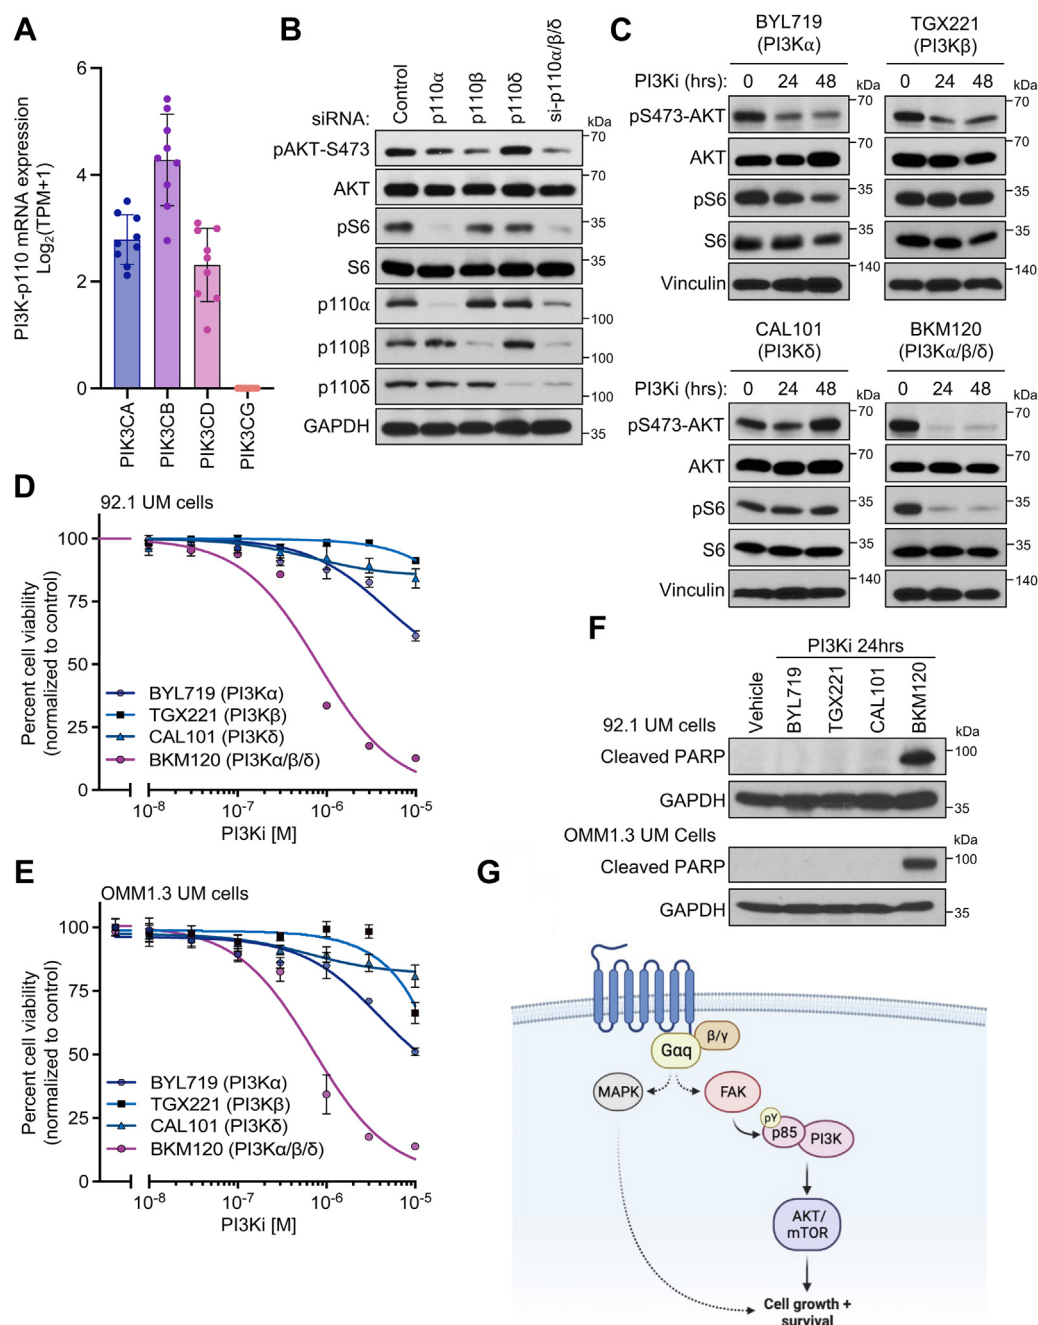 A
PI3K-p110 mRNA expression
Log2(TPM+1)
6
4
2
0
PIK3CA
PIK3CB
PIK3CD
PIK3CG
B
siRNA:
Control
p110α
p110β
p110δ
si-p110α/β/δ
kDa
pAKT-S473
70
AKT
70
pS6
35
S6
35
p110α
100
p110β
100
p110δ
100
GAPDH
35
C
BYL719
(PI3Kα)
TGX221
(PI3Kβ)
PI3Ki (hrs): 0 24 48 kDa
0 24 48 kDa
pS473-AKT 70 70
AKT 70 70
pS6 35 35
S6 35 35
Vinculin 140 140
CAL101
(PI3Kδ)
BKM120
(PI3Kα/β/δ)
PI3Ki (hrs): 0 24 48 kDa
0 24 48 kDa
pS473-AKT 70 70
AKT 70 70
pS6 35 35
S6 35 35
Vinculin 140 140
D
92.1 UM cells
Percent cell viability
(normalized to control)
100
75
50
25
0
BYL719 (PI3Kα)
TGX221 (PI3Kβ)
CAL101 (PI3Kδ)
BKM120 (PI3Kα/β/δ)
10-8 10-7 10-6 10-5
PI3Ki [M]
E
OMM1.3 UM cells
Percent cell viability
(normalized to control)
100
75
50
25
0
BYL719 (PI3Kα)
TGX221 (PI3Kβ)
CAL101 (PI3Kδ)
BKM120 (PI3Kα/β/δ)
10-8 10-7 10-6 10-5
PI3Ki [M]
F
PI3Ki 24hrs
Vehicle
BYL719
TGX221
CAL101
BKM120
92.1 UM cells
kDa
Cleaved PARP
100
GAPDH
35
OMM1.3 UM Cells
kDa
Cleaved PARP
100
GAPDH
35
G
Gαq
β/γ
MAPK
FAK
pY
p85
PI3K
AKT/
mTOR
Cell growth +
survival